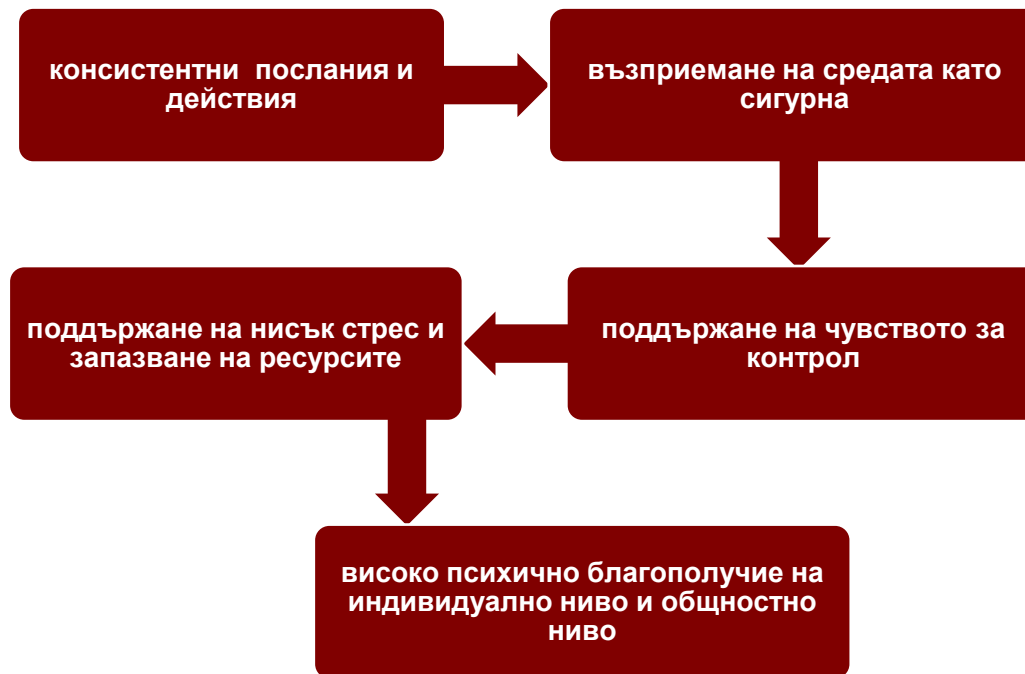 консистентни послания и
действия
възприемане на средата като
сигурна
поддържане на чувството за
контрол
поддържане на нисък стрес и
запазване на ресурсите
високо психично благополучие на
индивидуално ниво и общностно
ниво